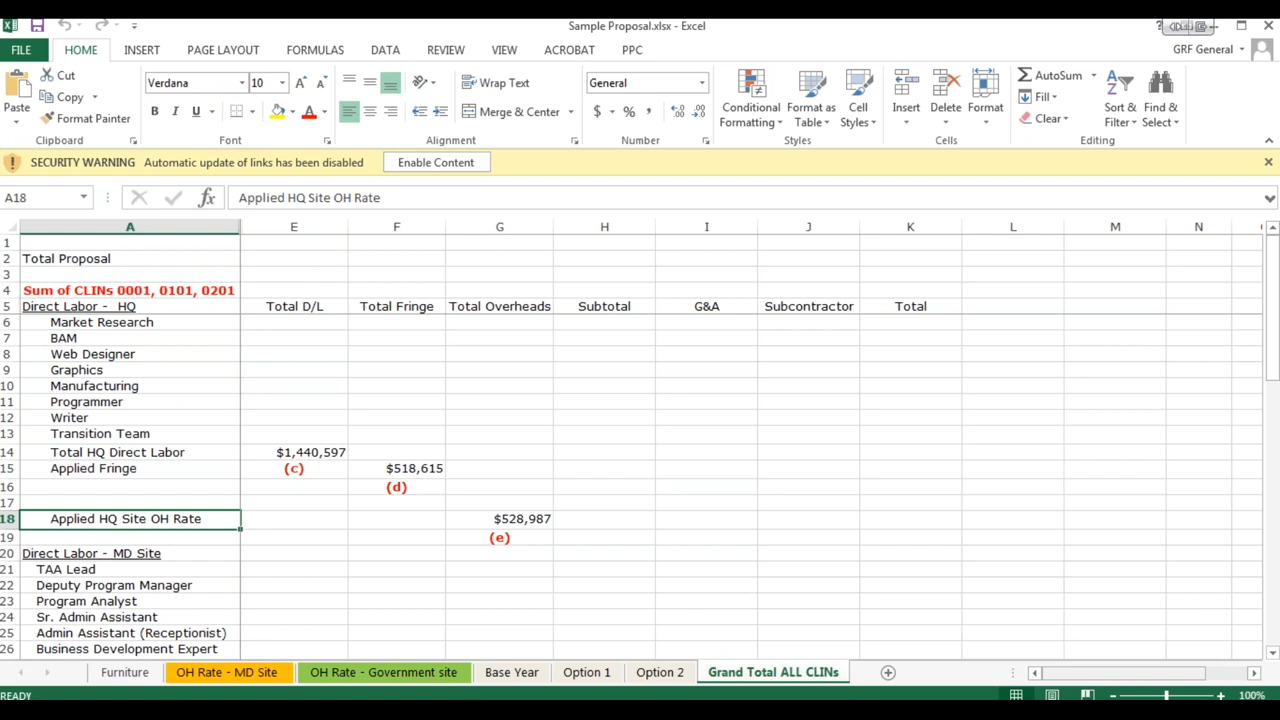 Sample Proposal.xlsx - Excel
?
FILE HOME INSERT PAGE LAYOUT FORMULAS DATA REVIEW VIEW ACROBAT PPC GRF General
Paste
Cut
Copy
Format Painter
Clipboard
Verdana 10
B I U
Font
Wrap Text
Merge & Center
Alignment
General
$ % ,
Number
Conditional Formatting
Format as Table
Cell Styles
Styles
Insert Delete Format
Cells
AutoSum
Fill
Clear
Sort & Filter
Find & Select
Editing
SECURITY WARNING Automatic update of links has been disabled Enable Content
A18 fx Applied HQ Site OH Rate
A E F G H I J K L M N
1
2 Total Proposal
3
4 Sum of CLINs 0001, 0101, 0201
5 Direct Labor - HQ Total D/L Total Fringe Total Overheads Subtotal G&A Subcontractor Total
6 Market Research
7 BAM
8 Web Designer
9 Graphics
10 Manufacturing
11 Programmer
12 Writer
13 Transition Team
14 Total HQ Direct Labor $1,440,597
15 Applied Fringe (c) $518,615
16 (d)
17
18 Applied HQ Site OH Rate $528,987
19 (e)
20 Direct Labor - MD Site
21 TAA Lead
22 Deputy Program Manager
23 Program Analyst
24 Sr. Admin Assistant
25 Admin Assistant (Receptionist)
26 Business Development Expert
Furniture OH Rate - MD Site OH Rate - Government site Base Year Option 1 Option 2 Grand Total ALL CLINs
READY 100%